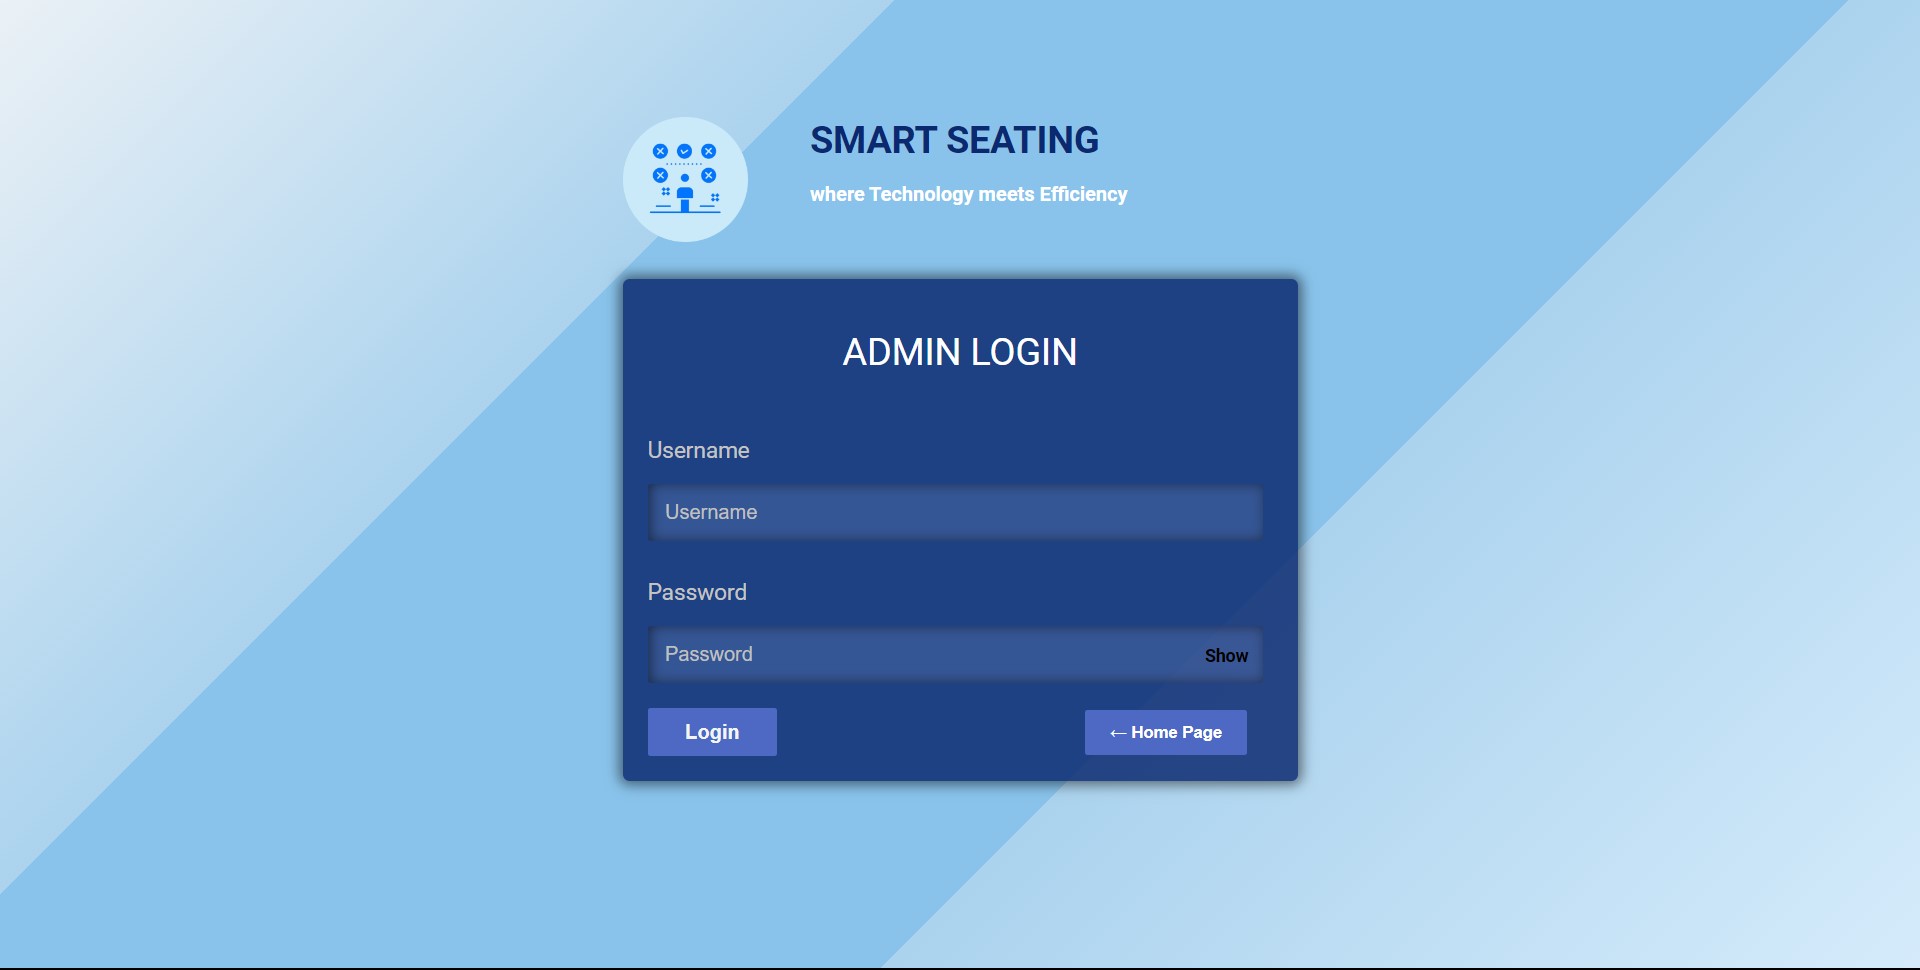 SMART SEATING
where Technology meets Efficiency
ADMIN LOGIN
Username
Username
Password
Password
Show
Login
← Home Page